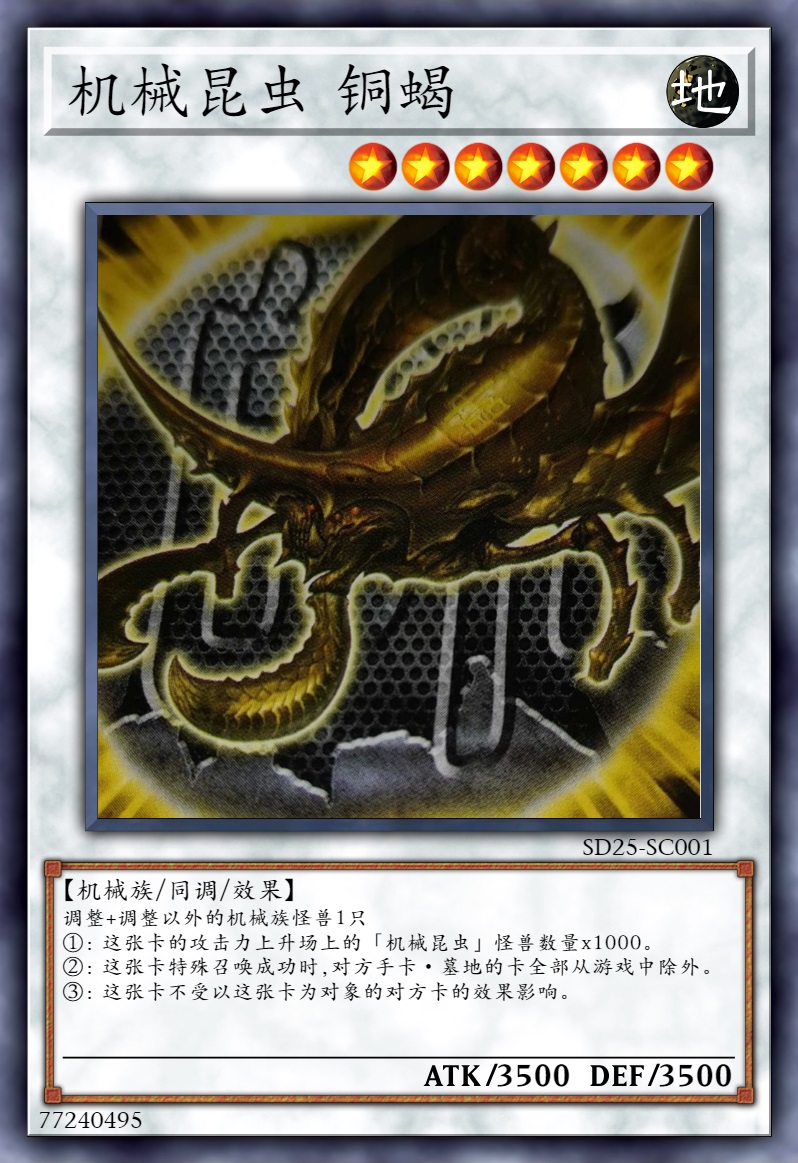 机械昆虫 铜蝎
地
SD25-SC001
【机械族/同调/效果】
调整+调整以外的机械族怪兽1只
①：这张卡的攻击力上升场上的「机械昆虫」怪兽数量x1000。
②：这张卡特殊召唤成功时,对方手卡・墓地的卡全部从游戏中除外。
③：这张卡不受以这张卡为对象的对方卡的效果影响。
ATK/3500 DEF/3500
77240495